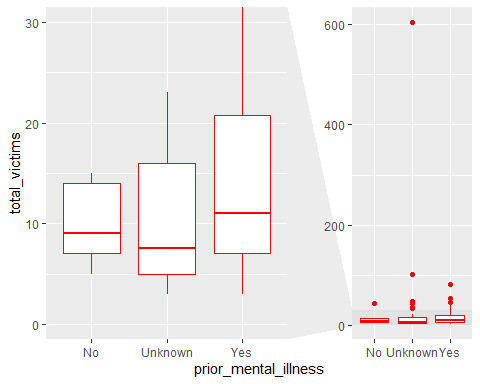 total_victims
30
20
10
0
No Unknown Yes
600
400
200
0
No Unknown Yes
prior_mental_illness